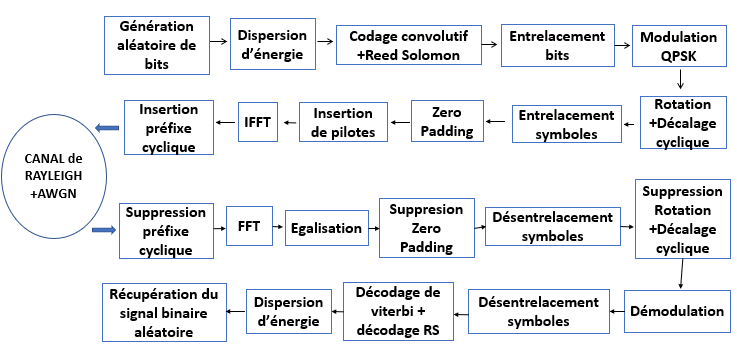 Génération
aléatoire de
bits
Dispersion
d'énergie
Codage convolutif
+Reed Solomon
Entrelacement
bits
Modulation
QPSK
Rotation
+Décalage
cyclique
Entrelacement
symboles
Zero
Padding
Insertion
de pilotes
IFFT
Insertion
préfixe
cyclique
CANAL de
RAYLEIGH
+AWGN
Suppression
préfixe
cyclique
FFT
Egalisation
Suppresion
Zero
Padding
Désentrelacement
symboles
Suppression
Rotation
+Décalage
cyclique
Démodulation
Désentrelacement
symboles
Décodage de
viterbi +
décodage RS
Dispersion
d'énergie
Récupération du
signal binaire
aléatoire